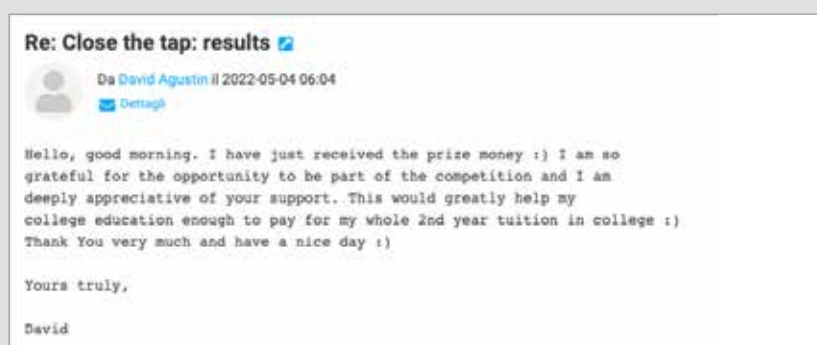 Re: Close the tap: results
Da David Agustin il 2022-05-04 06:04
Dettagli
Hello, good morning. I have just received the prize money :) I am so
grateful for the opportunity to be part of the competition and I am
deeply appreciative of your support. This would greatly help my
college education enough to pay for my whole 2nd year tuition in college :)
Thank You very much and have a nice day :)
Yours truly,
David